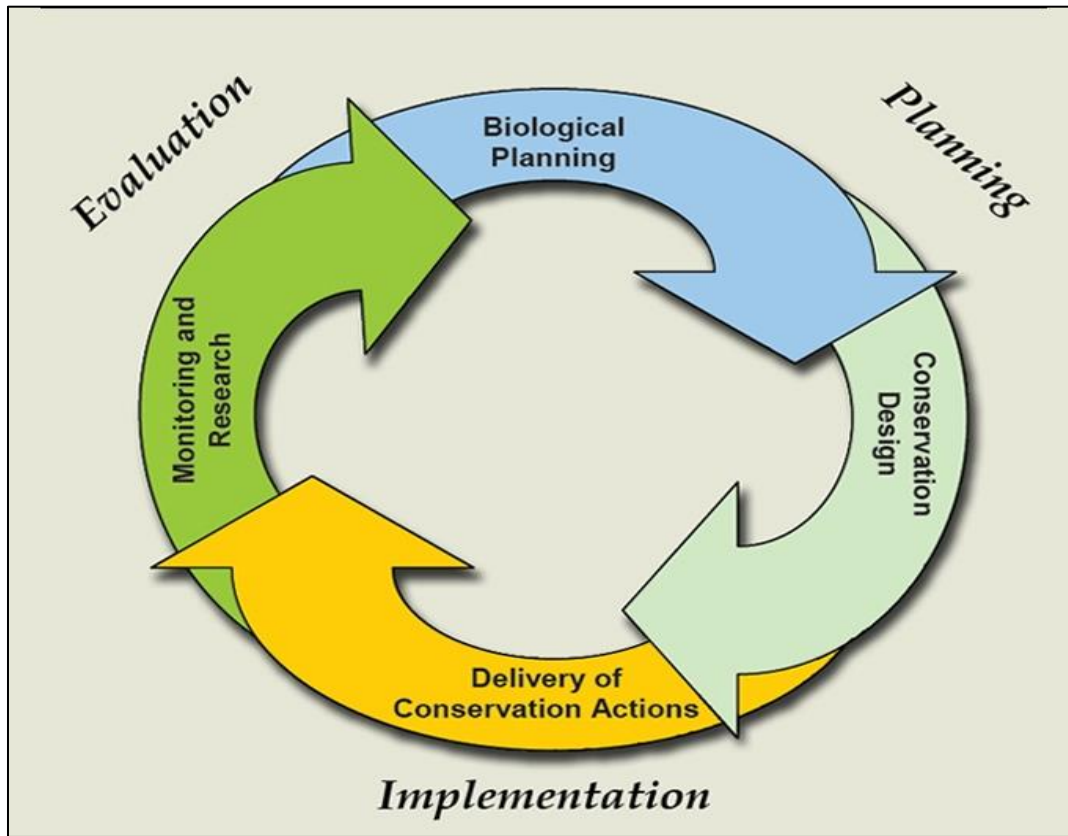 Evaluation
Planning
Biological
Planning
Conservation
Design
Delivery of
Conservation Actions
Monitoring and
Research
Implementation